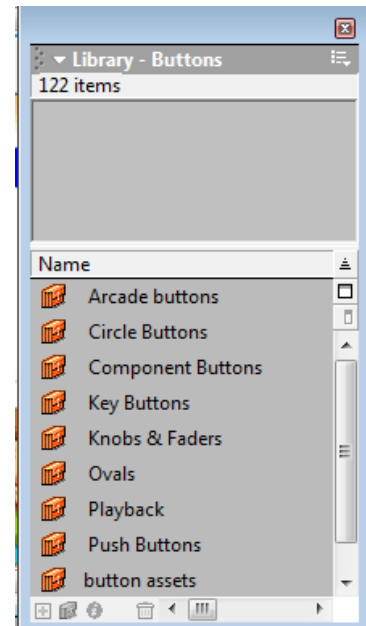 Library - Buttons
122 items
Name
Arcade buttons
Circle Buttons
Component Buttons
Key Buttons
Knobs & Faders
Ovals
Playback
Push Buttons
button assets